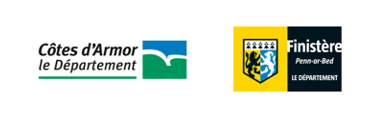 Côtes d'Armor
le Département
Finistère
Penn-ar-Bed
LE DÉPARTEMENT